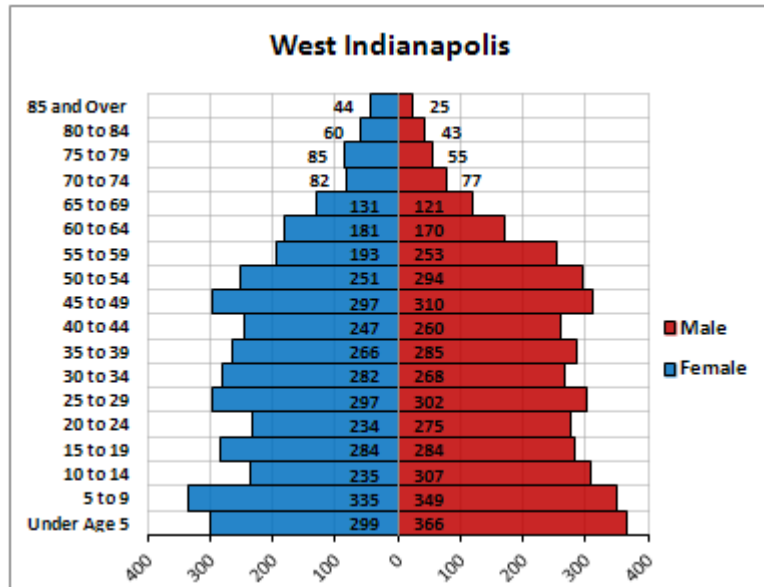 West Indianapolis
85 and Over 44 25
80 to 84 60 43
75 to 79 85 55
70 to 74 82 77
65 to 69 131 121
60 to 64 181 170
55 to 59 193 253
50 to 54 251 294
45 to 49 297 310
40 to 44 247 260
35 to 39 266 285
30 to 34 282 268
25 to 29 297 302
20 to 24 234 275
15 to 19 284 284
10 to 14 235 307
5 to 9 335 349
Under Age 5 299 366
400 300 200 100 0 100 200 300 400
Male
Female